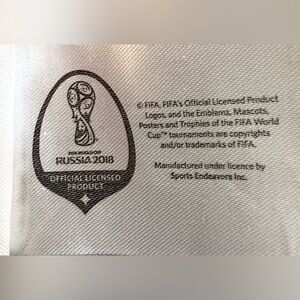 FIFA WORLD CUP
RUSSIA 2018
OFFICIAL LICENSED
PRODUCT
© FIFA, FIFA's Official Licensed Product
Logos, and the Emblems, Mascots,
Posters and Trophies of the FIFA World
Cup™ tournaments are copyrights
and/or trademarks of FIFA.
Manufactured under licence by
Sports Endeavers Inc.